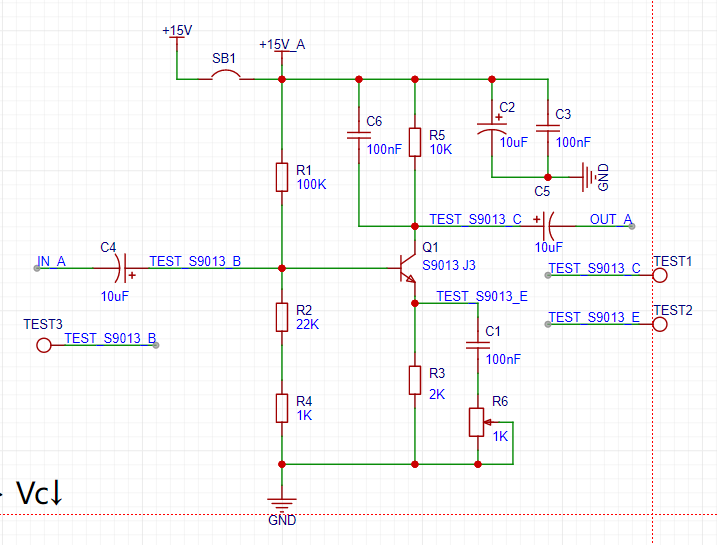 +15V
+15V_A
SB1
C2
C3
C6
R5
10uF
100nF
100nF
10K
R1
100K
GND
C5
TEST_S9013_C
OUT_A
10uF
Q1
C4
IN_A
TEST_S9013_B
S9013 J3
TEST1
TEST_S9013_C
10uF
TEST_S9013_E
R2
22K
TEST2
TEST_S9013_E
TEST3
TEST_S9013_B
C1
100nF
R3
2K
R4
1K
R6
1K
Vc↓
GND